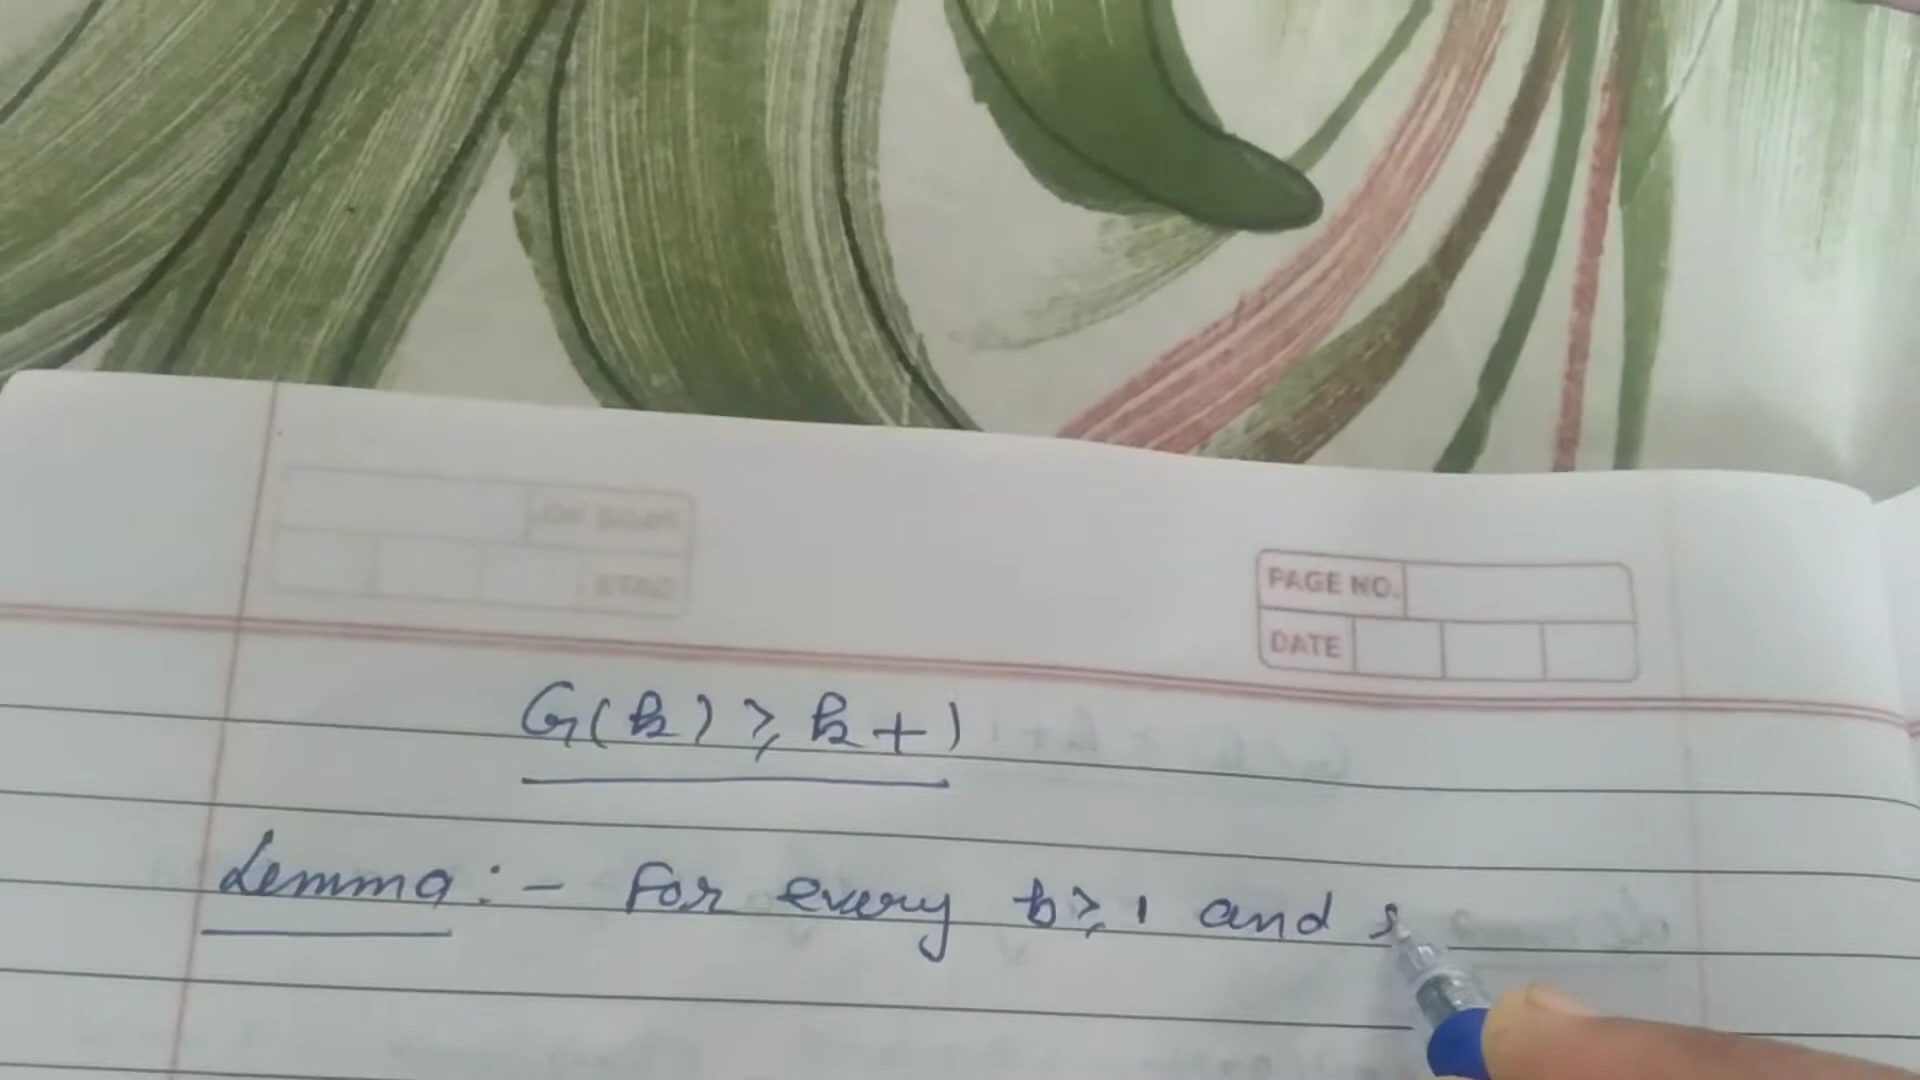 PAGE NO.
DATE
G(k) ≥ k + 1
Lemma :- For every k ≥ 1 and s